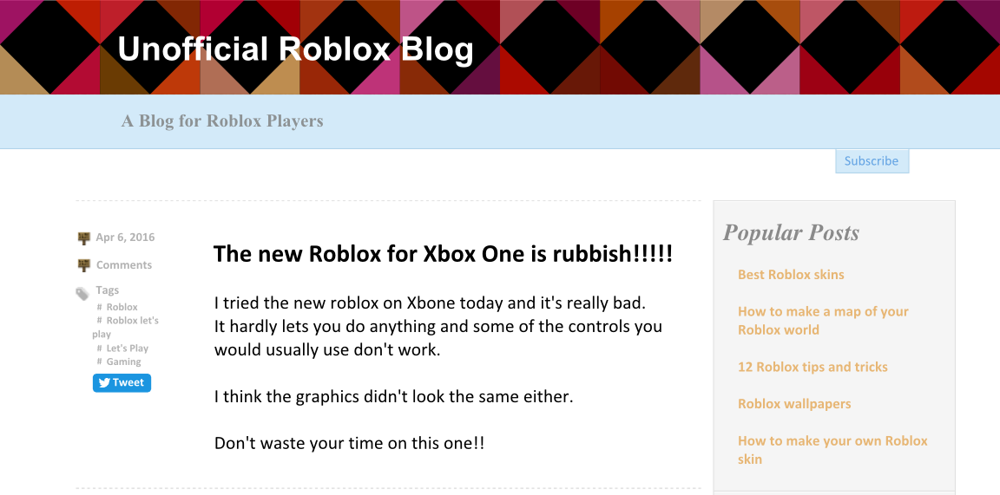 Unofficial Roblox Blog
A Blog for Roblox Players
Subscribe
Apr 6, 2016
Comments
Tags
# Roblox
# Roblox let's
play
# Let's Play
# Gaming
Tweet
The new Roblox for Xbox One is rubbish!!!!!
I tried the new roblox on Xbone today and it's really bad.
It hardly lets you do anything and some of the controls you
would usually use don't work.
I think the graphics didn't look the same either.
Don't waste your time on this one!!
Popular Posts
Best Roblox skins
How to make a map of your
Roblox world
12 Roblox tips and tricks
Roblox wallpapers
How to make your own Roblox
skin